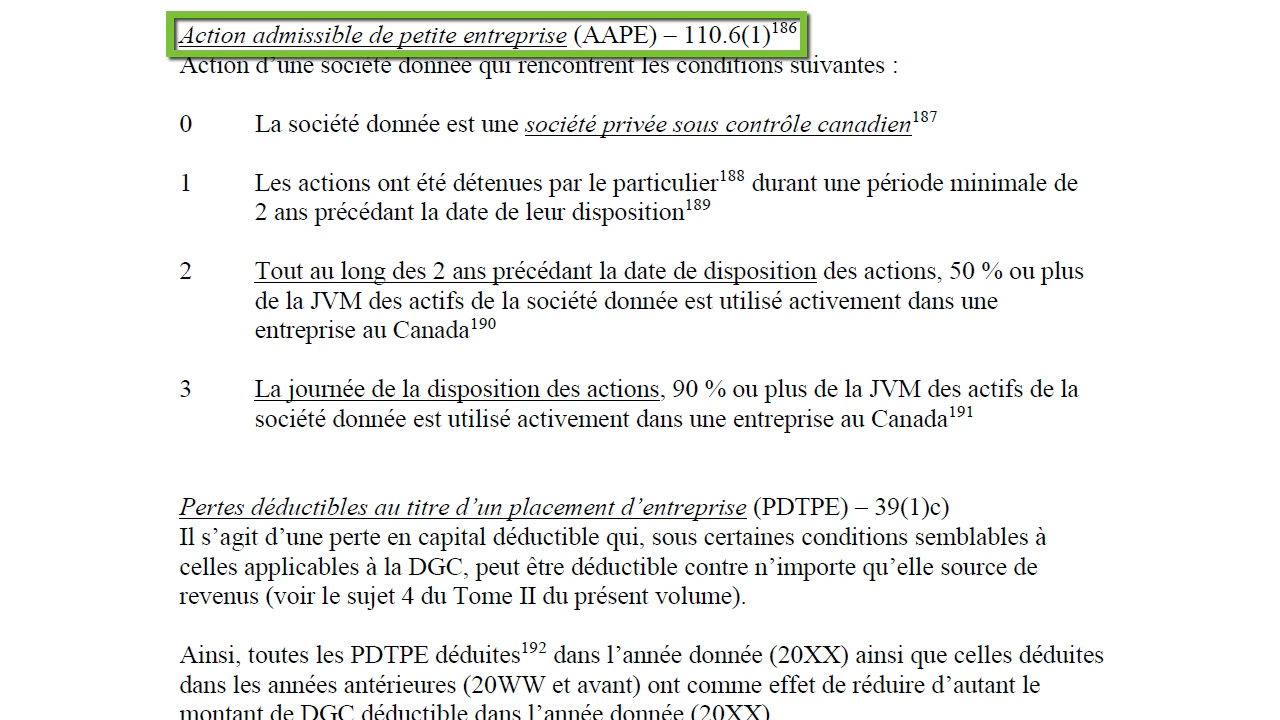 Action admissible de petite entreprise (AAPE) – 110.6(1)186
Action d’une société donnée qui rencontrent les conditions suivantes :
0 La société donnée est une société privée sous contrôle canadien187
1 Les actions ont été détenues par le particulier188 durant une période minimale de
2 ans précédant la date de leur disposition189
2 Tout au long des 2 ans précédant la date de disposition des actions, 50 % ou plus
de la JVM des actifs de la société donnée est utilisé activement dans une
entreprise au Canada190
3 La journée de la disposition des actions, 90 % ou plus de la JVM des actifs de la
société donnée est utilisé activement dans une entreprise au Canada191
Pertes déductibles au titre d’un placement d’entreprise (PDTPE) – 39(1)c)
Il s’agit d’une perte en capital déductible qui, sous certaines conditions semblables à
celles applicables à la DGC, peut être déductible contre n’importe qu’elle source de
revenus (voir le sujet 4 du Tome II du présent volume).
Ainsi, toutes les PDTPE déduites192 dans l’année donnée (20XX) ainsi que celles déduites
dans les années antérieures (20WW et avant) ont comme effet de réduire d’autant le
montant de DGC déductible dans l’année donnée (20XX)